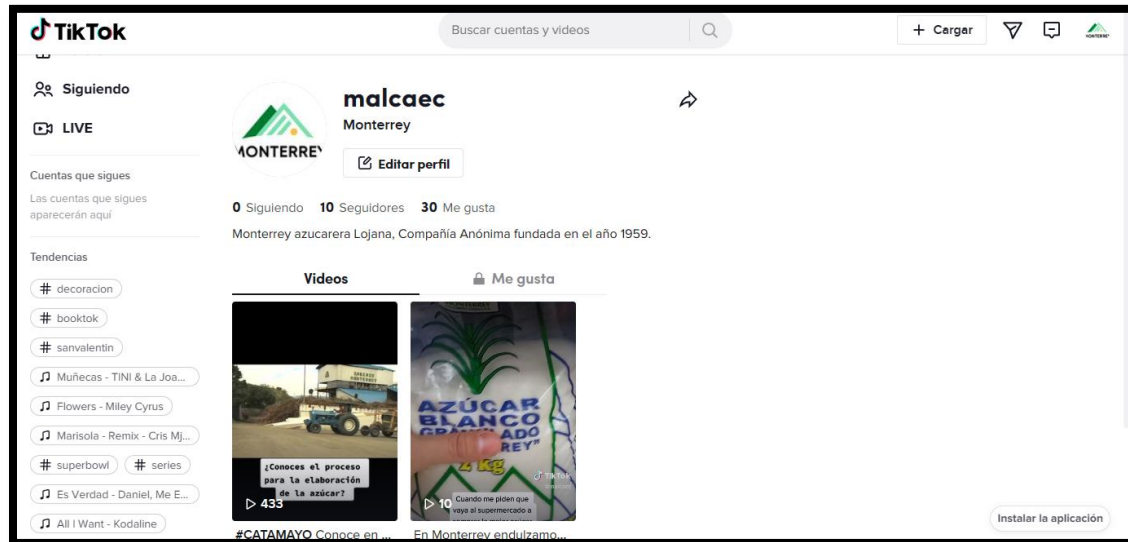 TikTok
Buscar cuentas y videos
+ Cargar
MONTERREY
Siguiendo
LIVE
Cuentas que sigues
Las cuentas que sigues
aparecerán aquí
Tendencias
# decoracion
# booktok
# sanvalentin
Muñecas - TINI & La Joa...
Flowers - Miley Cyrus
Marisola - Remix - Cris Mj...
# superbowl # series
Es Verdad - Daniel, Me E...
All I Want - Kodaline
MONTERREY
malcaec
Monterrey
Editar perfil
0 Siguiendo 10 Seguidores 30 Me gusta
Monterrey azucarera Lojana, Compañía Anónima fundada en el año 1959.
Videos Me gusta
¿Conoces el proceso
para la elaboración
de la azúcar?
433
#CATAMAYO Conoce en ...
AZÚCAR
BLANCO
2 Kg
TikTok
Cuando me piden que
vaya al supermercado a
10
En Monterrey endulzamo...
Instalar la aplicación